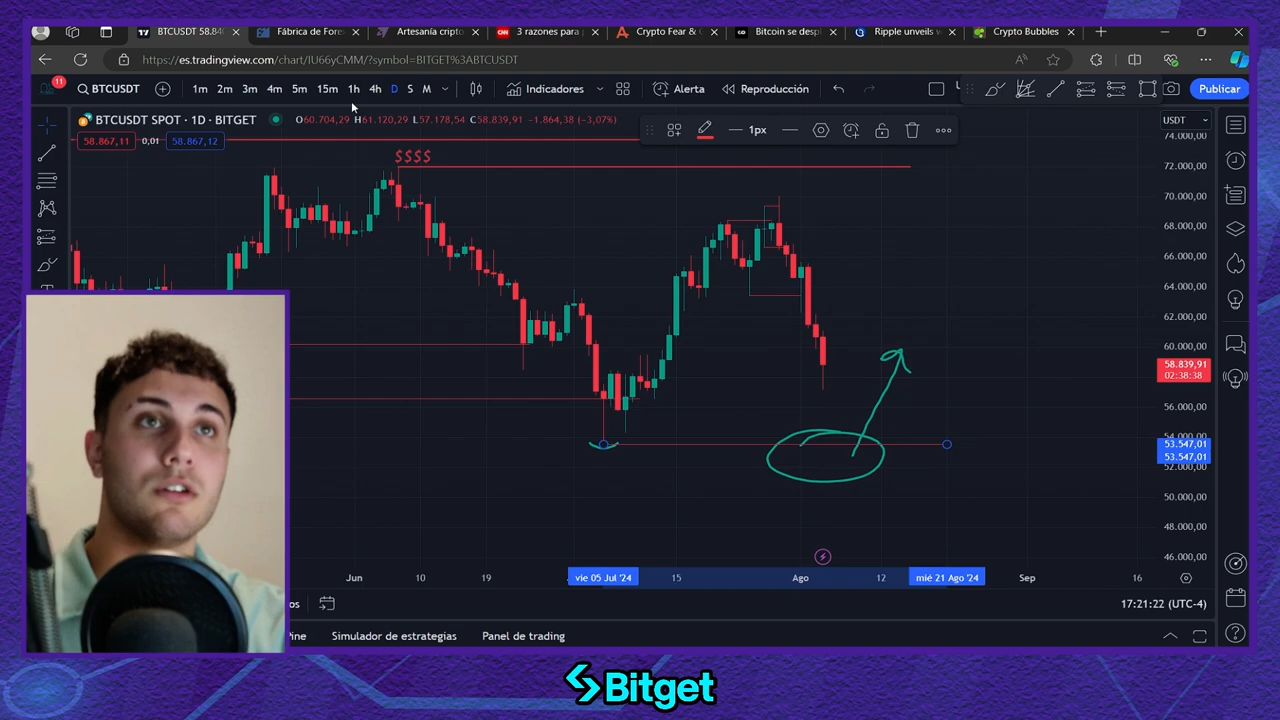 BTCUSDT 58.840
Fábrica de Fore
Artesanía cripto
CNN
3 razones para
Crypto Fear & C
Bitcoin se despl
Ripple unveils w
Crypto Bubbles
https://es.tradingview.com/chart/IU66yCMM/?symbol=BITGET%3ABTCUSDT
11
BTCUSDT
1m 2m 3m 4m 5m 15m 1h 4h D S M
Indicadores
Alerta
Reproducción
Publicar
BTCUSDT SPOT · 1D · BITGET O60.704,29 H61.120,29 L57.178,54 C58.839,91 -1.864,38 (-3,07%)
58.867,11 0,01 58.867,12
1px
USDT
$$$$
74.000,00
72.000,00
70.000,00
68.000,00
66.000,00
64.000,00
62.000,00
60.000,00
58.839,91
02:38:38
56.000,00
54.000,00
53.547,01
53.547,01
52.000,00
50.000,00
48.000,00
46.000,00
Jun 10 19 vie 05 Jul '24 15 Ago 12 mié 21 Ago '24 Sep 16
os
17:21:22 (UTC-4)
Pine
Simulador de estrategias
Panel de trading
Bitget